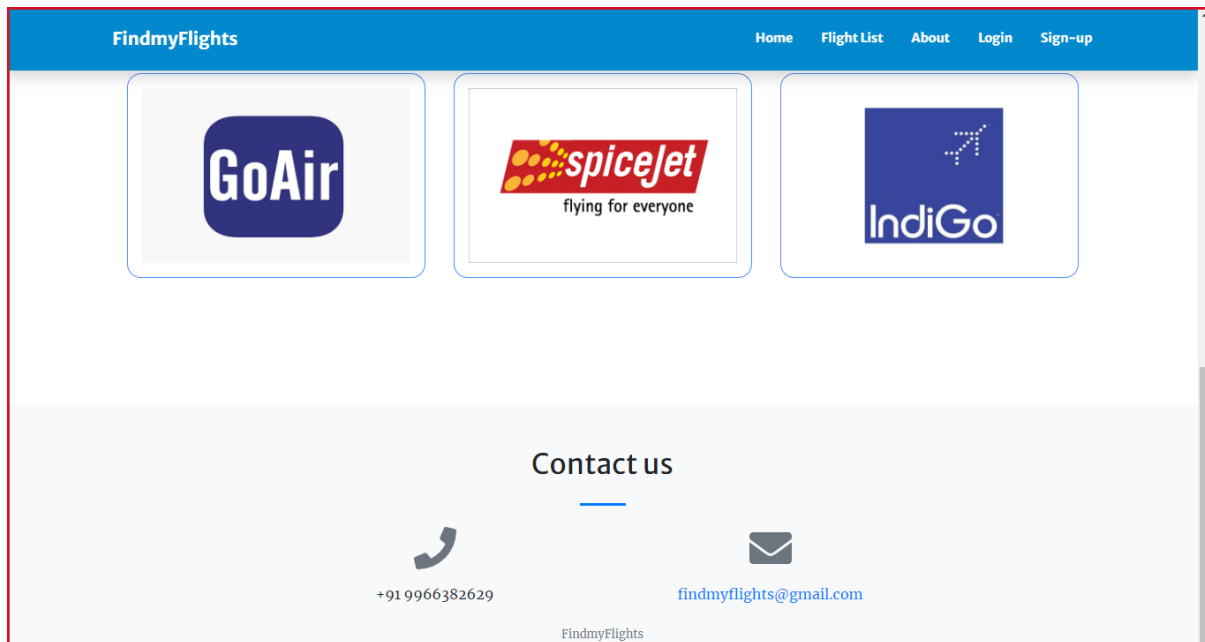 FindmyFlights
Home Flight List About Login Sign-up
GoAir
spiceJet
flying for everyone
IndiGo
Contact us
+91 9966382629
findmyflights@gmail.com
FindmyFlights